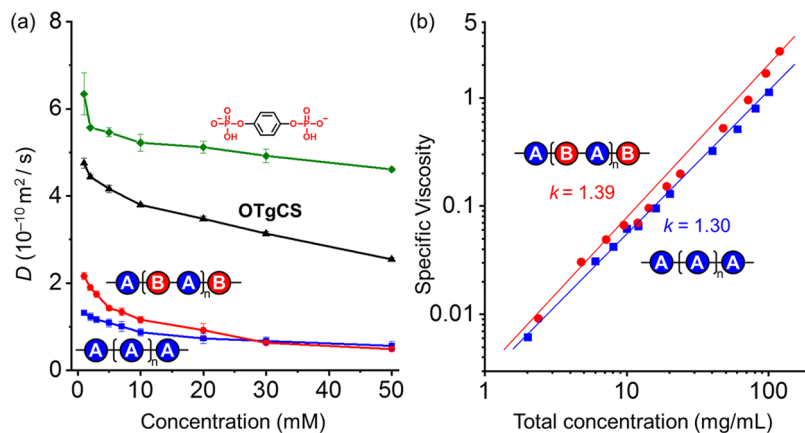 (a)
8
6
4
2
0
D (10⁻¹⁰ m² / s)
O
O⁻ P O
OH
O
O P O⁻
OH
OTgCS
A B A n B
A A n A
0 10 20 30 40 50
Concentration (mM)
(b)
5
1
0.1
0.01
Specific Viscosity
A B A n B
k = 1.39
k = 1.30
A A n A
1 10 100
Total concentration (mg/mL)